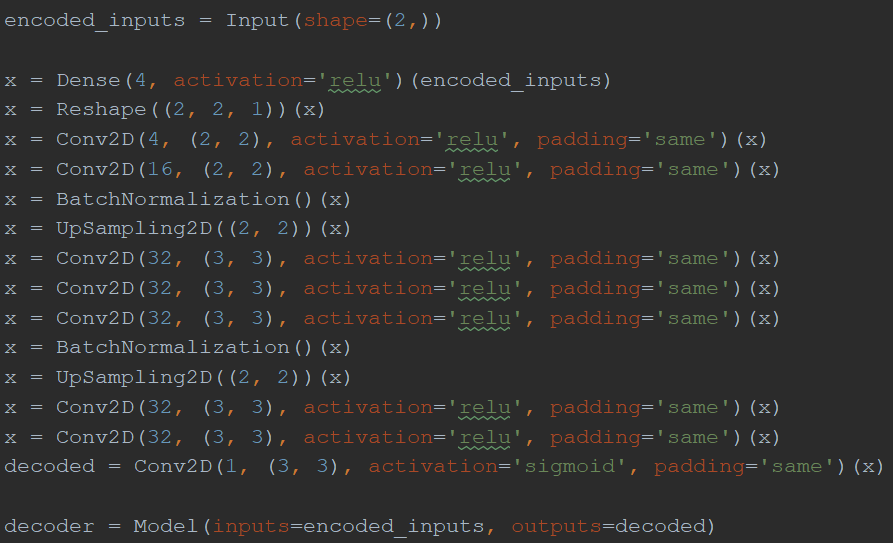 encoded_inputs = Input(shape=(2,))
x = Dense(4, activation='relu')(encoded_inputs)
x = Reshape((2, 2, 1))(x)
x = Conv2D(4, (2, 2), activation='relu', padding='same')(x)
x = Conv2D(16, (2, 2), activation='relu', padding='same')(x)
x = BatchNormalization()(x)
x = UpSampling2D((2, 2))(x)
x = Conv2D(32, (3, 3), activation='relu', padding='same')(x)
x = Conv2D(32, (3, 3), activation='relu', padding='same')(x)
x = Conv2D(32, (3, 3), activation='relu', padding='same')(x)
x = BatchNormalization()(x)
x = UpSampling2D((2, 2))(x)
x = Conv2D(32, (3, 3), activation='relu', padding='same')(x)
x = Conv2D(32, (3, 3), activation='relu', padding='same')(x)
decoded = Conv2D(1, (3, 3), activation='sigmoid', padding='same')(x)
decoder = Model(inputs=encoded_inputs, outputs=decoded)